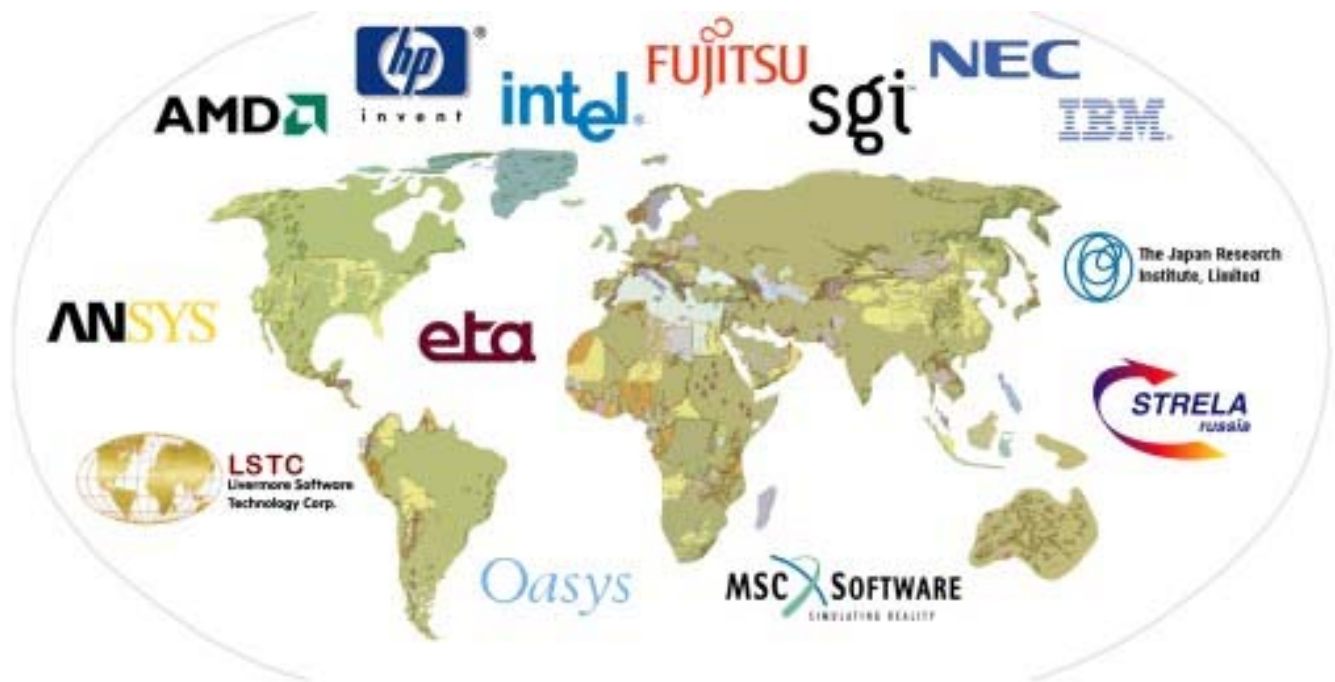 AMD
hp ®
invent
intel®
FUJITSU
sgi™
NEC
IBM®
The Japan Research
Institute, Limited
ANSYS
eta
STRELA
russia
LSTC
Livermore Software
Technology Corp.
Oasys
MSC SOFTWARE
SIMULATING REALITY